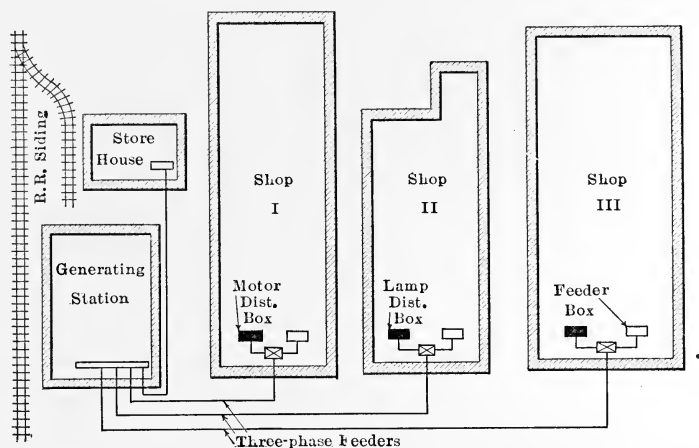 R.R. Siding
Store
House
Generating
Station
Shop
I
Motor
Dist.
Box
Shop
II
Lamp
Dist.
Box
Shop
III
Feeder
Box
Three-phase Feeders